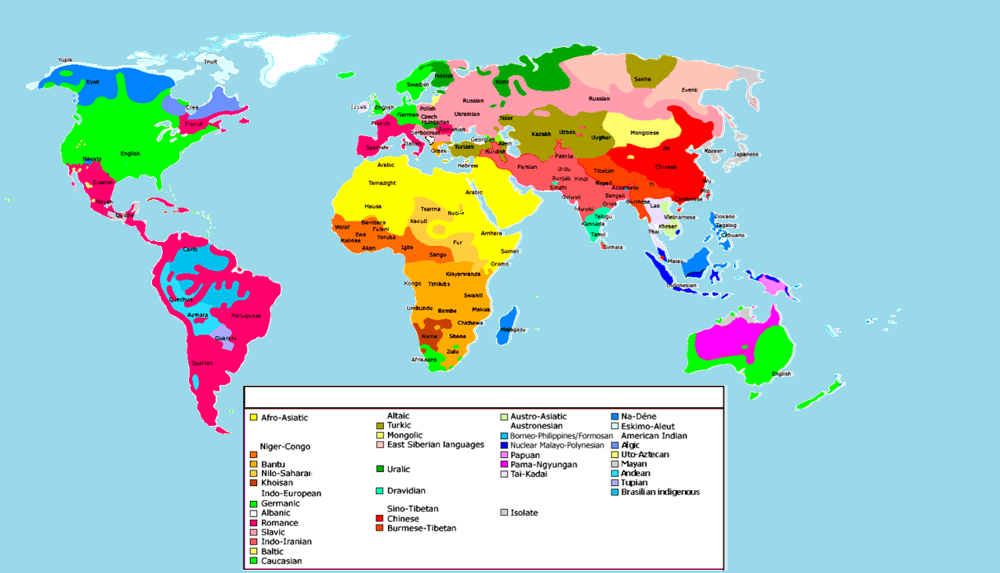 Yupik
Inuit
Eyak
Crea
French
English
Navajo
Spanish
Mayan
Quiche
Carib
Quechua
Aymara
Portuguese
Guarani
Spanish
Irish
English
Swedish
Finnish
Komi
Sakha
Evenk
Russian
Russian
Ukrainian
Polish
Czech
Hungarian
German
French
Romanian
Serbocroat
Italian
Spanish
Greek
Turkish
Georgian
Azeri
Kurdish
Tatar
Kazakh
Uzbek
Uyghur
Mongolese
Jin
Chinese
Korean
Japanese
Wu
Min
Cantonese
Yi
Tibetan
Nepali
Assamese
Bengali
Oriya
Pashto
Urdu
Hindi
Punjab
Sindhi
Gujarati
Marathi
Telugu
Kannada
Tamil
Sinhala
Persian
Hebrew
Arabic
Arabic
Tamazight
Hausa
Tsarma
Nobiin
Kanuri
Wolof
Bambara
Fulani
Ewe
Yoruba
Malinke
Akan
Igbo
Sango
Fur
Amhara
Somali
Oromo
Kinyarwanda
Kongo
Tshiluba
Swahili
Umbundu
Bemba
Makua
Chichewa
Nama
Shona
Zulu
Afrikaans
Malagasy
Burmese
Lao
Vietnamese
Khmer
Thai
Malay
Indonesian
Ilokano
Tagalog
Cebuano
English
Afro-Asiatic
Niger-Congo
Bantu
Nilo-Saharan
Khoisan
Indo-European
Germanic
Albanic
Romance
Slavic
Indo-Iranian
Baltic
Caucasian
Altaic
Turkic
Mongolic
East Siberian languages
Uralic
Dravidian
Sino-Tibetan
Chinese
Burmese-Tibetan
Austro-Asiatic
Austronesian
Borneo-Philippines/Formosan
Nuclear Malayo-Polynesian
Papuan
Pama-Ngyungan
Tai-Kadai
Isolate
Na-Déne
Eskimo-Aleut
American Indian
Algic
Uto-Aztecan
Mayan
Andean
Tupian
Brasilian indigenous